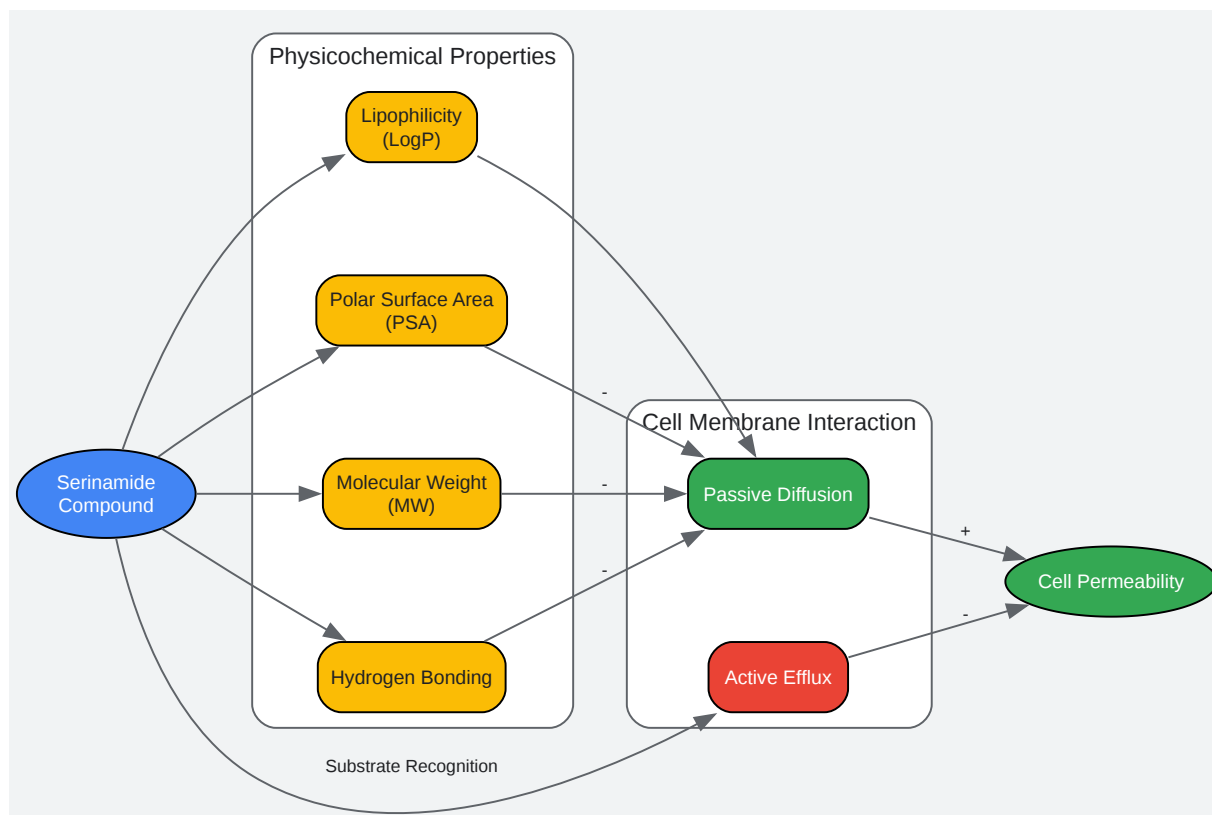 Physicochemical Properties
Lipophilicity
(LogP)
Polar Surface Area
(PSA)
-
Cell Membrane Interaction
Serinamide
Compound
Molecular Weight
(MW)
-
Passive Diffusion
+
-
Cell Permeability
-
Hydrogen Bonding
Active Efflux
Substrate Recognition